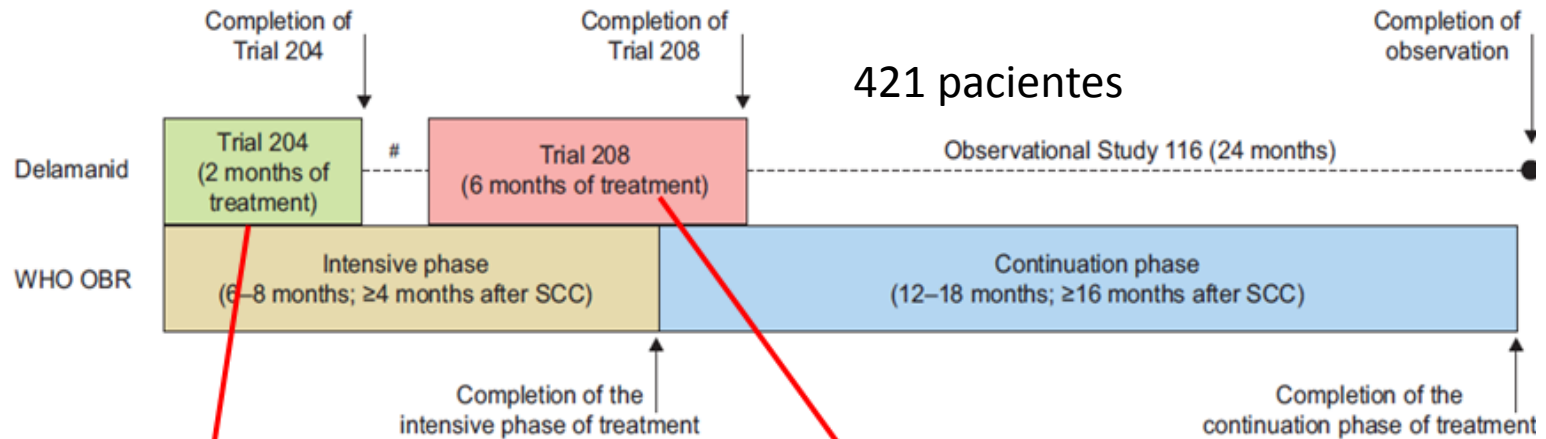 Completion of
Trial 204
Completion of
Trial 208
Completion of
observation
421 pacientes
Delamanid
Trial 204
(2 months of
treatment)
#
Trial 208
(6 months of treatment)
Observational Study 116 (24 months)
WHO OBR
Intensive phase
(6–8 months; ≥4 months after SCC)
Continuation phase
(12–18 months; ≥16 months after SCC)
Completion of the
intensive phase of treatment
Completion of the
continuation phase of treatment